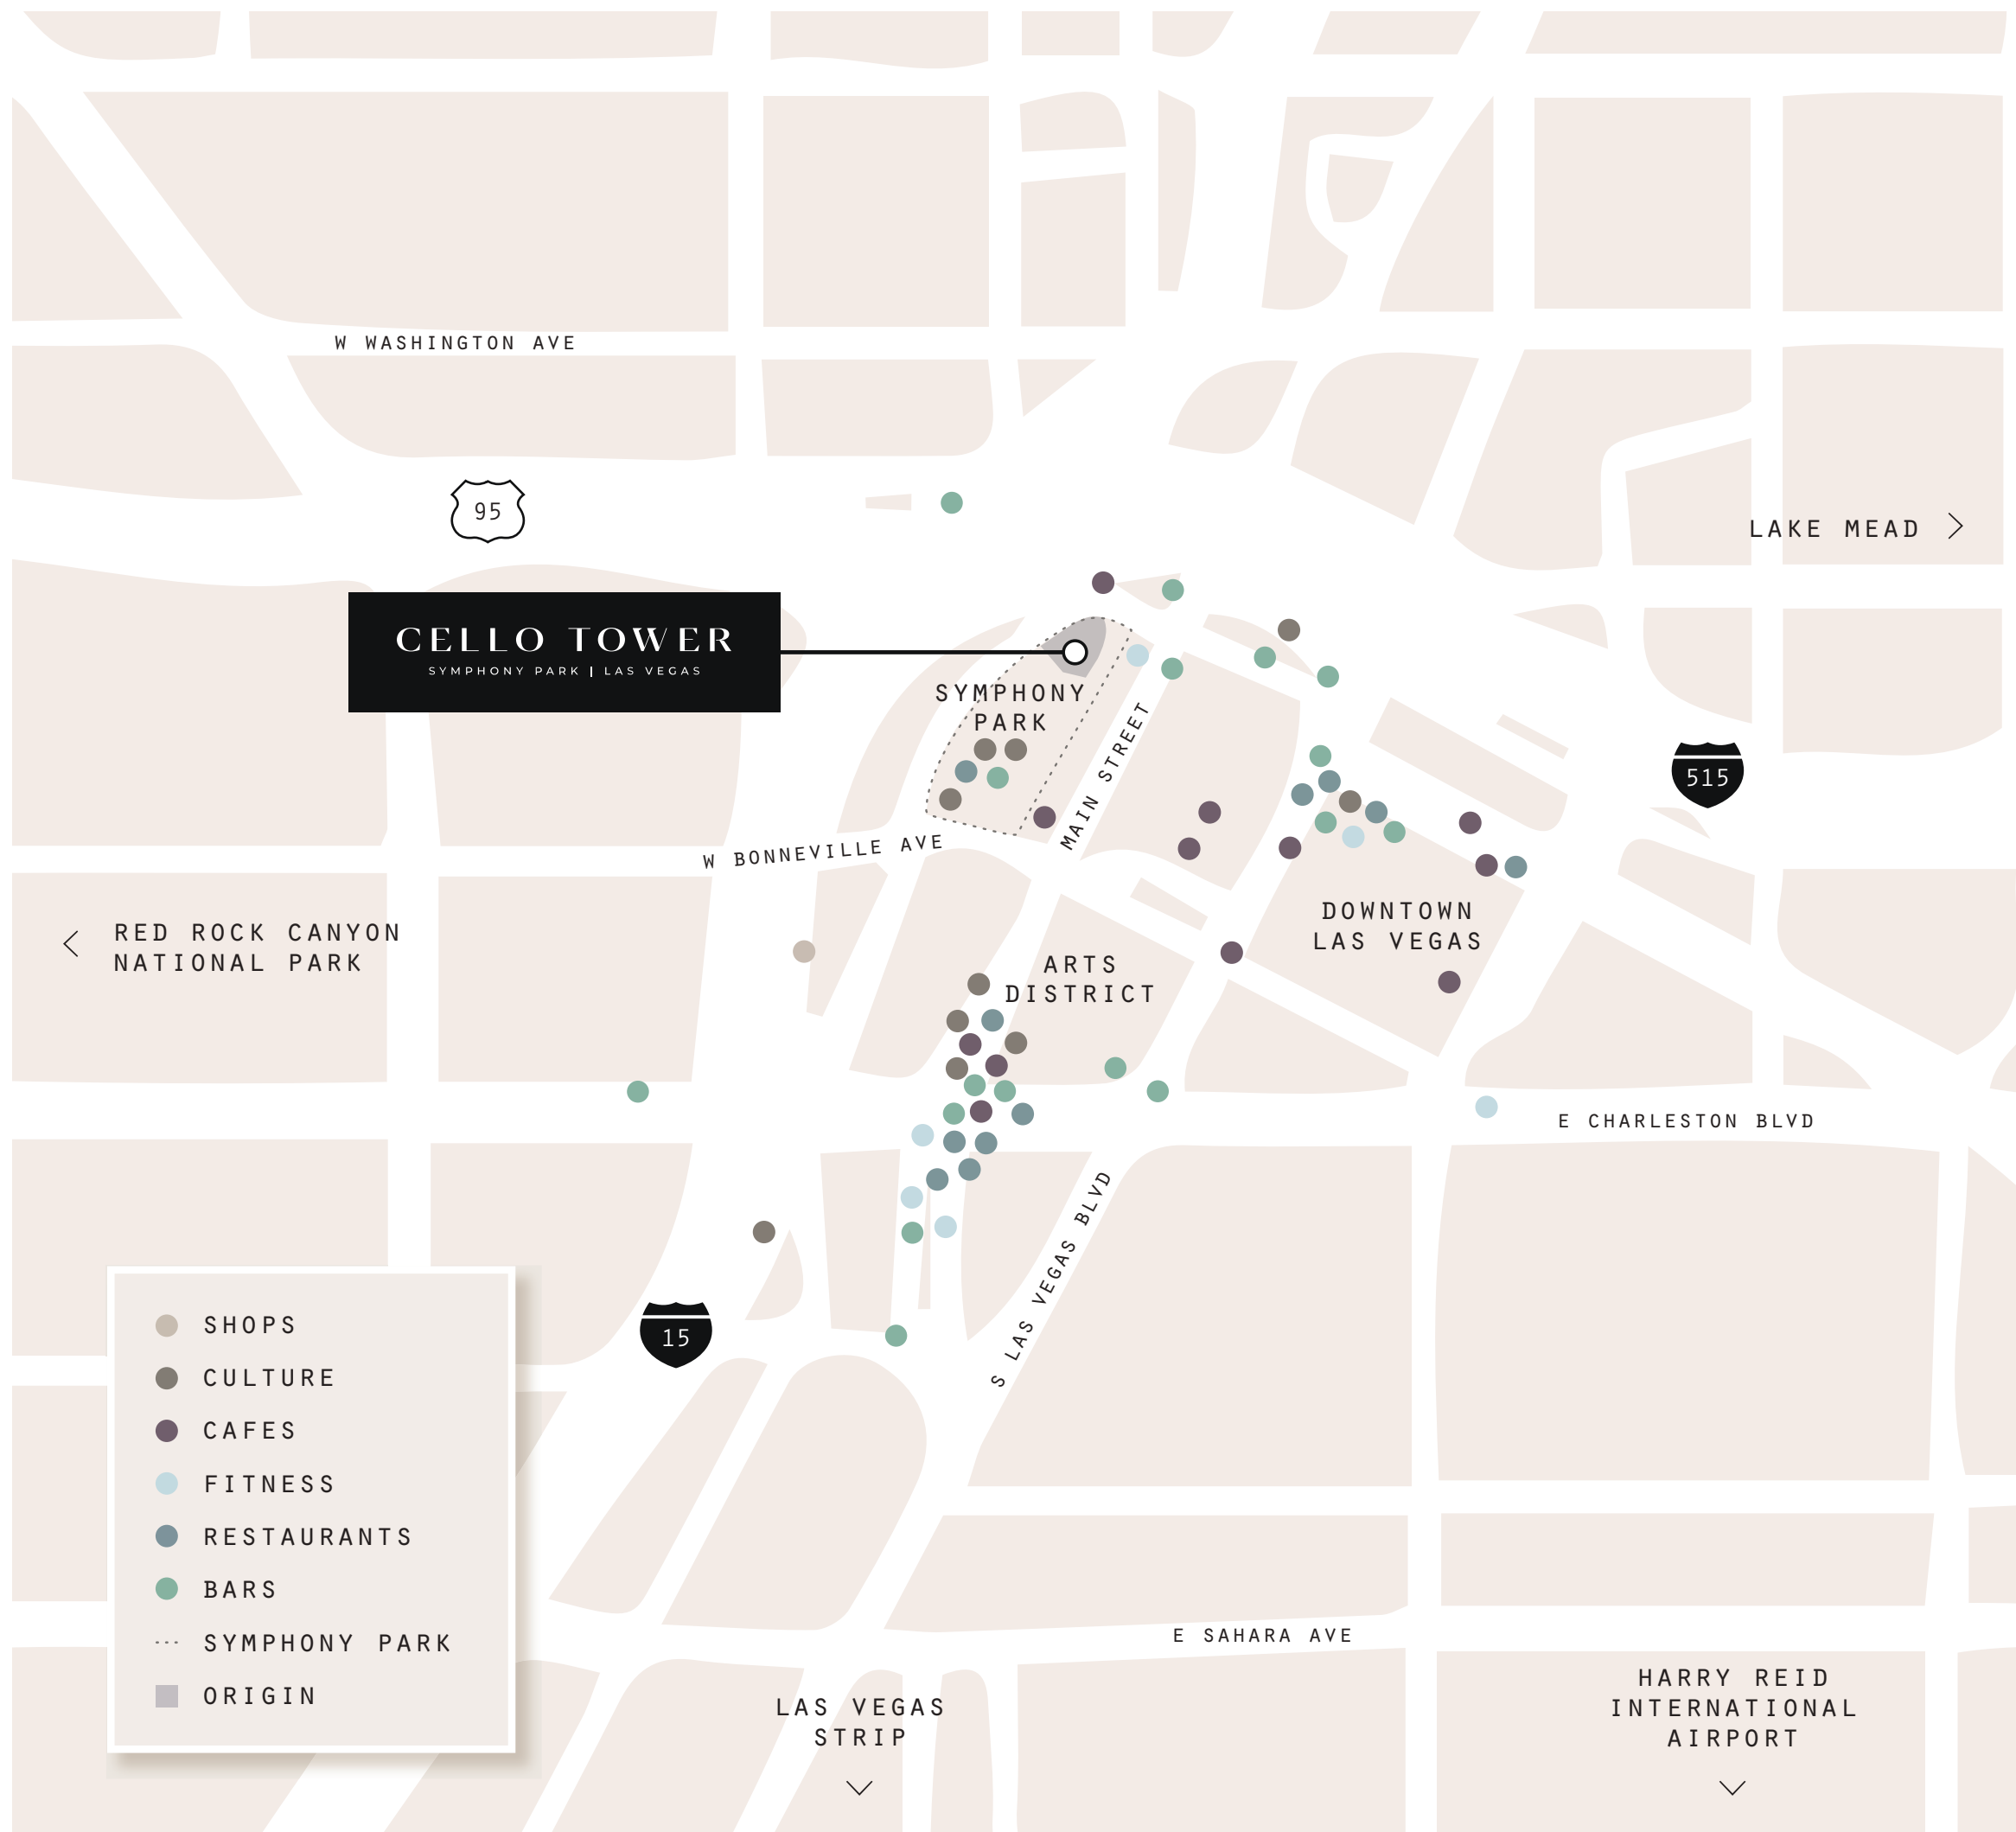 W WASHINGTON AVE
95
LAKE MEAD
CELLO TOWER
SYMPHONY PARK | LAS VEGAS
SYMPHONY
PARK
MAIN STREET
515
W BONNEVILLE AVE
RED ROCK CANYON
NATIONAL PARK
DOWNTOWN
LAS VEGAS
ARTS
DISTRICT
E CHARLESTON BLVD
S LAS VEGAS BLVD
15
SHOPS
CULTURE
CAFES
FITNESS
RESTAURANTS
BARS
SYMPHONY PARK
ORIGIN
E SAHARA AVE
LAS VEGAS
STRIP
HARRY REID
INTERNATIONAL
AIRPORT